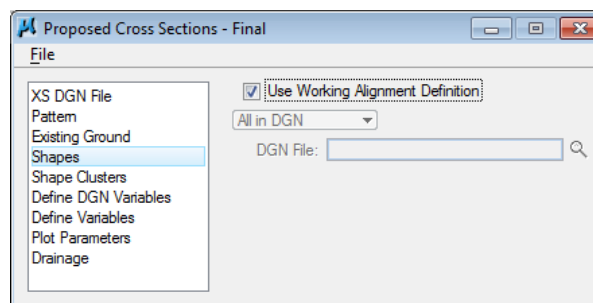 Proposed Cross Sections - Final
File
XS DGN File
Pattern
Existing Ground
Shapes
Shape Clusters
Define DGN Variables
Define Variables
Plot Parameters
Drainage
Use Working Alignment Definition
All in DGN
DGN File: